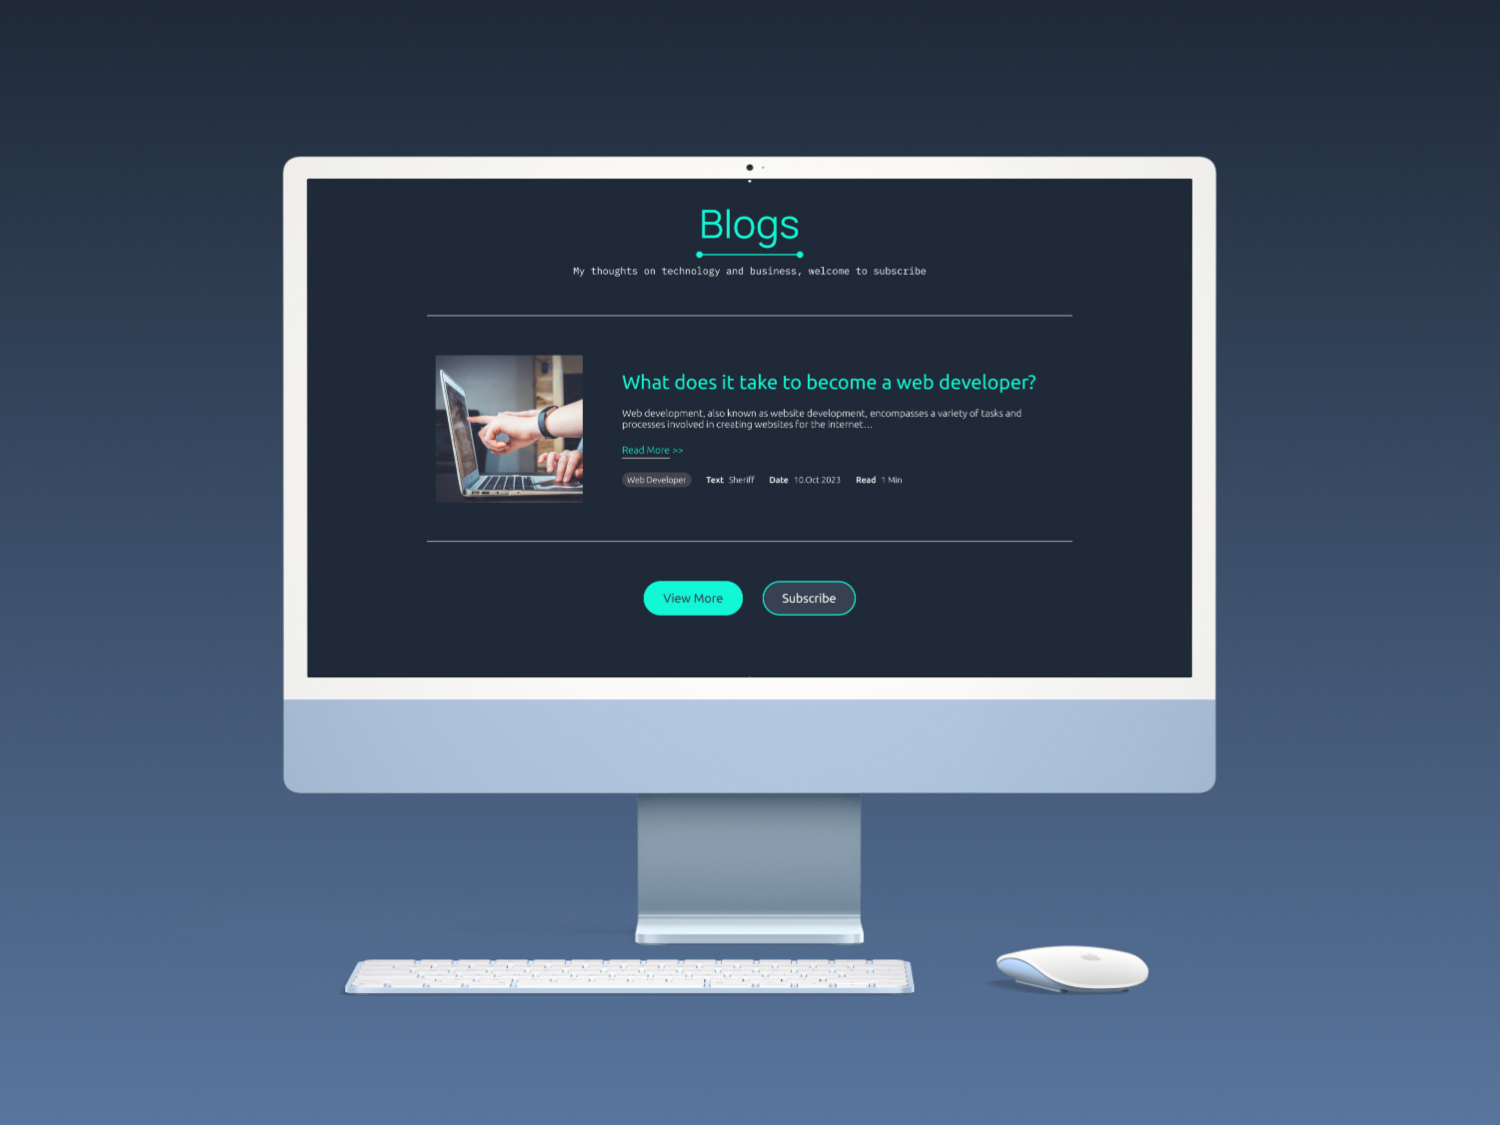 Blogs
My thoughts on technology and business, welcome to subscribe
What does it take to become a web developer?
Web development, also known as website development, encompasses a variety of tasks and
processes involved in creating websites for the internet...
Read More >>
Web Developer Text Sheriff Date 10.Oct 2023 Read 1 Min
View More Subscribe